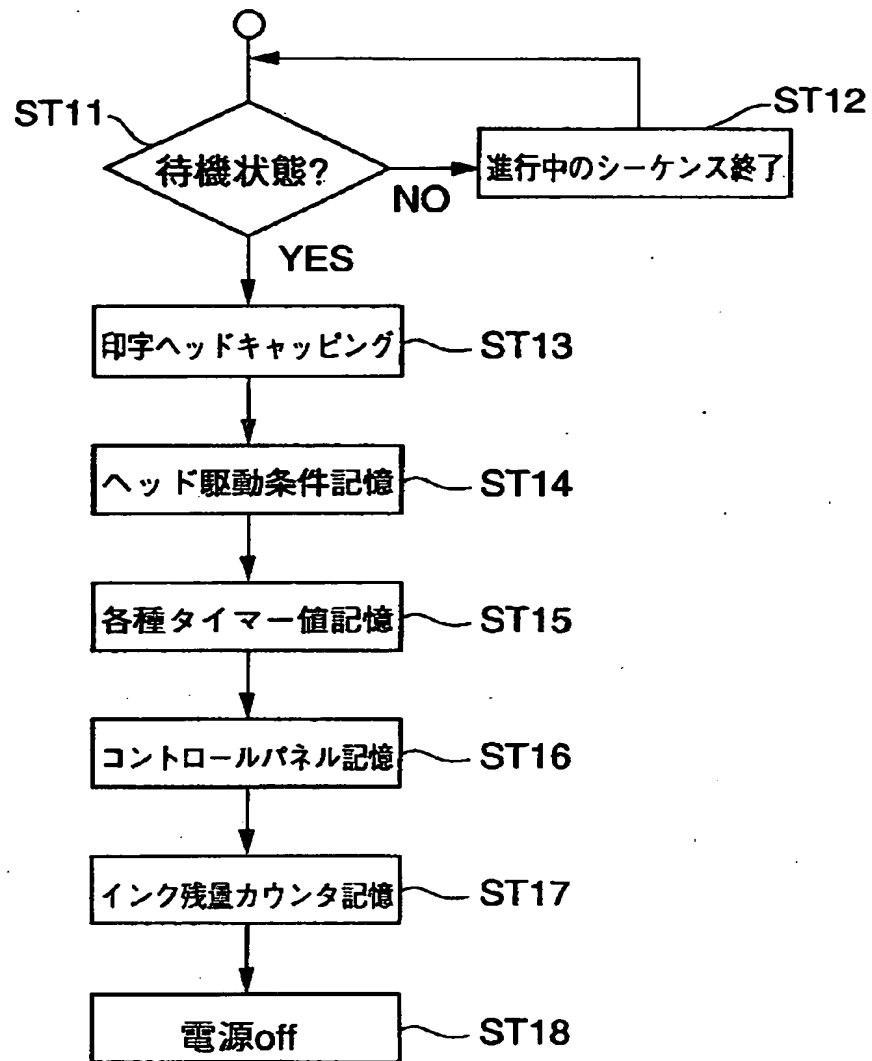 ST11
待機状態?
NO
ST12
進行中のシーケンス終了
YES
印字ヘッドキャッピング
ST13
ヘッド駆動条件記憶
ST14
各種タイマー値記憶
ST15
コントロールパネル記憶
ST16
インク残量カウンタ記憶
ST17
電源off
ST18